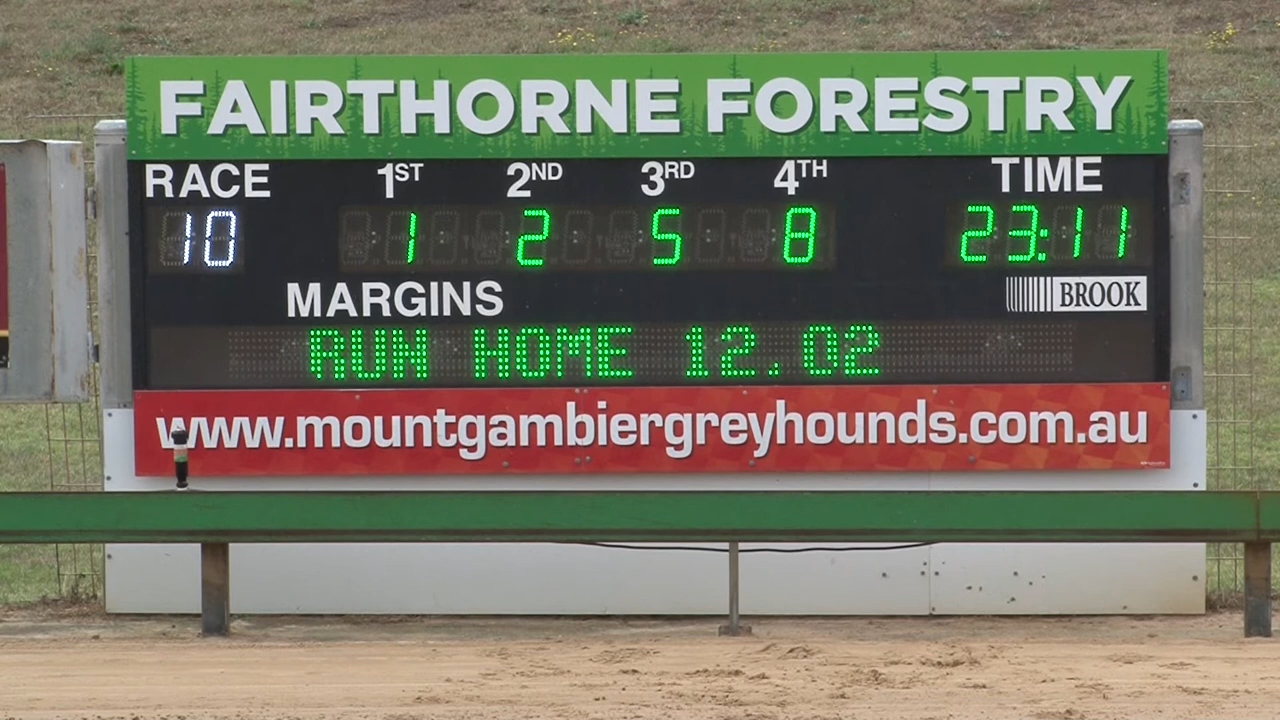 FAIRTHORNE FORESTRY
RACE 1ST 2ND 3RD 4TH TIME
10 1 2 5 8 23:11
MARGINS BROOK
RUN HOME 12.02
www.mountgambiergreyhounds.com.au